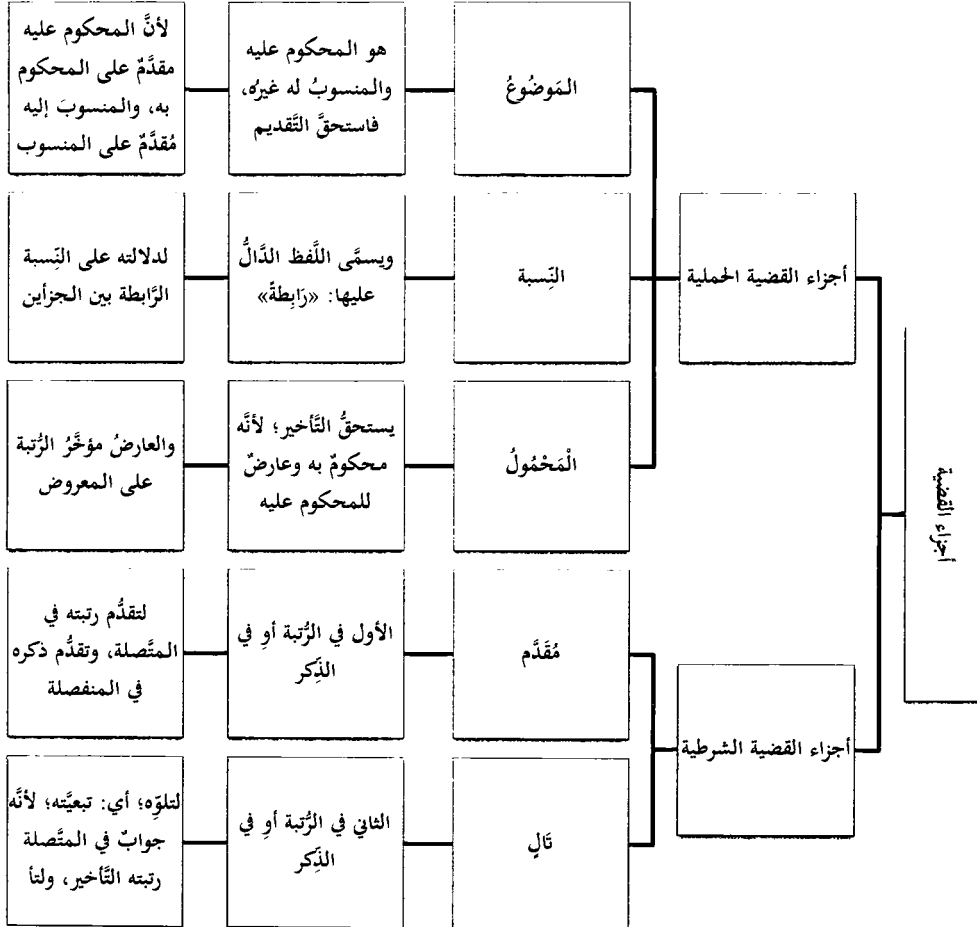 أجزاء القضية
أجزاء القضية الحملية
المَوضُوعُ
هو المحكوم عليه
والمنسوبُ له غيرُه،
فاستحقَّ التَّقديم
لأنَّ المحكوم عليه
مقدَّمٌ على المحكوم
به، والمنسوبَ إليه
مُقدَّمٌ على المنسوب
النِّسبة
ويسمَّى اللَّفظ الدَّالُّ
عليها: «رَابِطةً»
لدلالته على النِّسبة
الرَّابطة بين الجزأين
الْمَحْمُولُ
يستحقُّ التَّأخير؛ لأنَّه
محكومٌ به وعارضٌ
للمحكوم عليه
والعارضُ مؤخَّرُ الرُّتبة
على المعروض
أجزاء القضية الشرطية
مُقَدَّم
الأول في الرُّتبة أوِ في
الذِّكر
لتقدُّم رتبته في
المتَّصلة، وتقدُّم ذكره
في المنفصلة
تَالٍ
الثاني في الرُّتبة أوِ في
الذِّكر
لتلوِّه؛ أي: تبعيَّته؛ لأنَّه
جوابٌ في المتَّصلة
رتبته التَّأخير، ولتأ